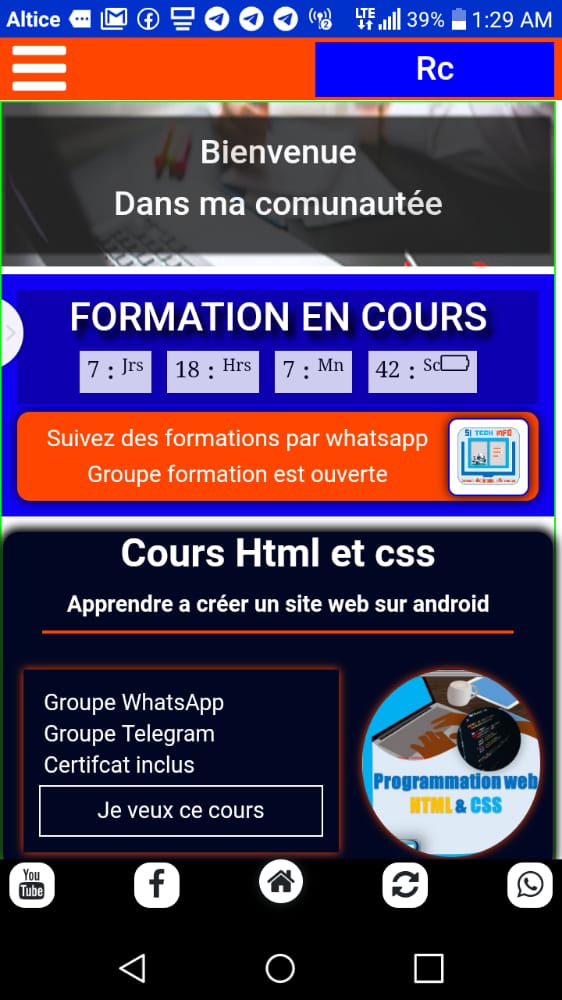 Altice LTE 39% 1:29 AM
Rc
Bienvenue
Dans ma comunautée
FORMATION EN COURS
7 : Jrs 18 : Hrs 7 : Mn 42 : Sc
Suivez des formations par whatsapp
Groupe formation est ouverte
SI TECH INFO
Cours Html et css
Apprendre a créer un site web sur android
Groupe WhatsApp
Groupe Telegram
Certifcat inclus
Je veux ce cours
Programmation web
HTML & CSS
You
Tube